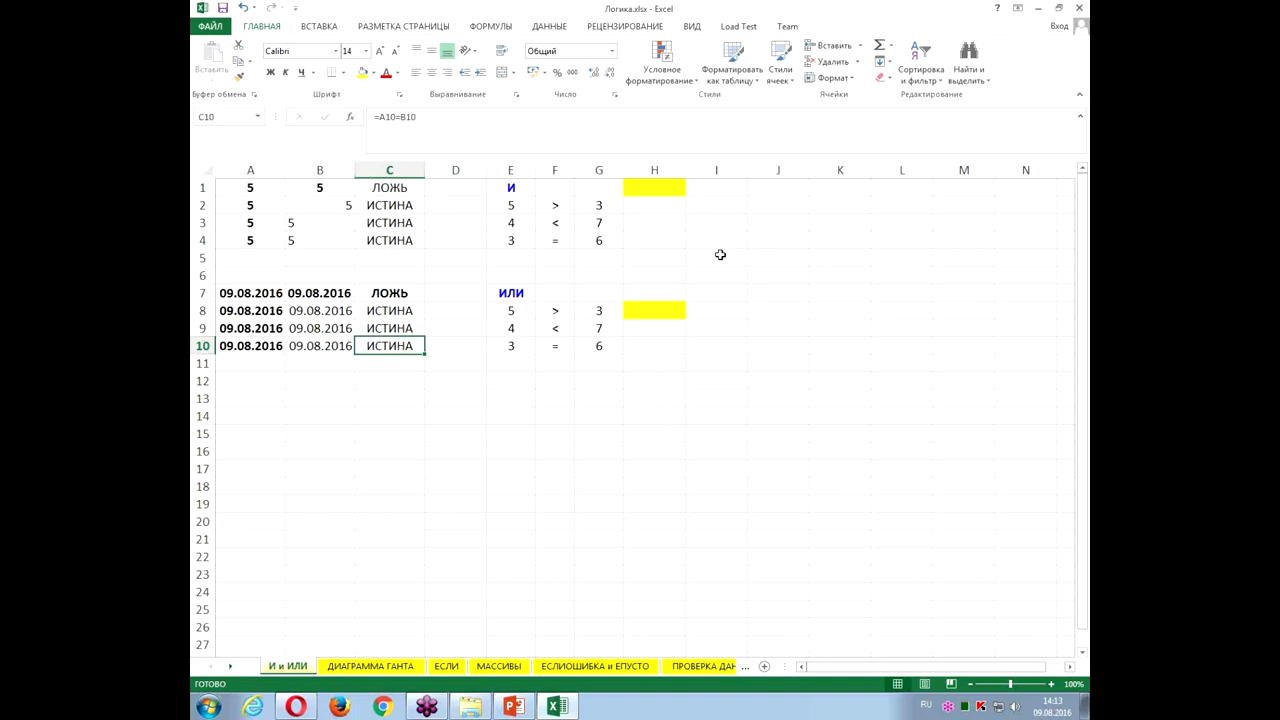 Логика.xlsx - Excel
ФАЙЛ ГЛАВНАЯ ВСТАВКА РАЗМЕТКА СТРАНИЦЫ ФОРМУЛЫ ДАННЫЕ РЕЦЕНЗИРОВАНИЕ ВИД Load Test Team Вход
Вставить Calibri 14 Общий Условное форматирование Форматировать как таблицу Стили ячеек Вставить Удалить Формат Сортировка и фильтр Найти и выделить
Буфер обмена Шрифт Выравнивание Число Стили Ячейки Редактирование
C10 =A10=B10
A B C D E F G H I J K L M N
1 5 5 ЛОЖЬ И
2 5 5 ИСТИНА 5 > 3
3 5 5 ИСТИНА 4 < 7
4 5 5 ИСТИНА 3 = 6
5
6
7 09.08.2016 09.08.2016 ЛОЖЬ ИЛИ
8 09.08.2016 09.08.2016 ИСТИНА 5 > 3
9 09.08.2016 09.08.2016 ИСТИНА 4 < 7
10 09.08.2016 09.08.2016 ИСТИНА 3 = 6
11
12
13
14
15
16
17
18
19
20
21
22
23
24
25
26
27
И и ИЛИ ДИАГРАММА ГАНТА ЕСЛИ МАССИВЫ ЕСЛИОШИБКА и ЕПУСТО ПРОВЕРКА ДАН ...
ГОТОВО 100%
RU 14:13
09.08.2016